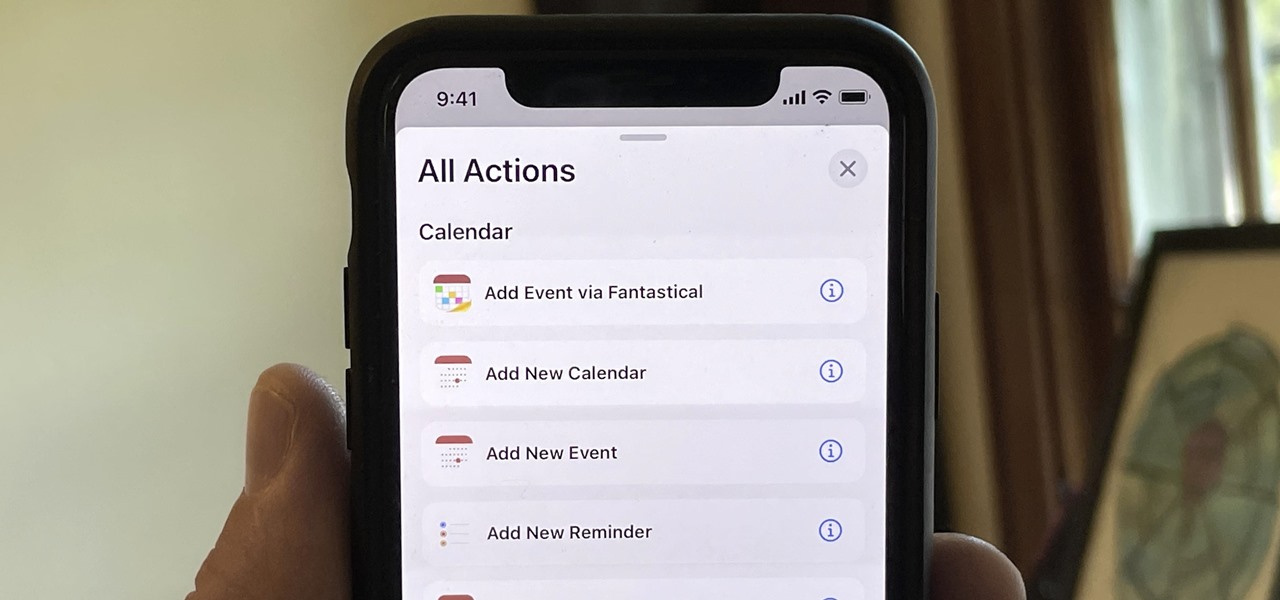 9:41
All Actions
Calendar
Add Event via Fantastical
Add New Calendar
Add New Event
Add New Reminder